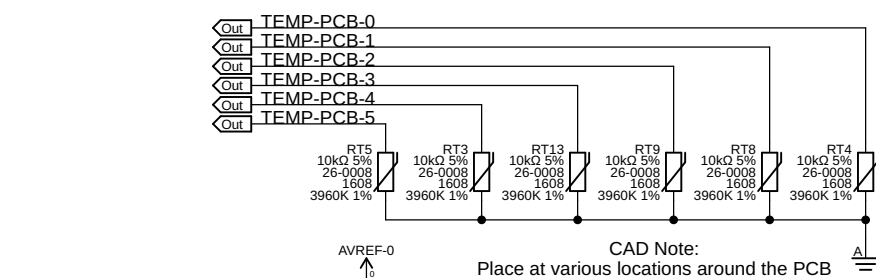 Out TEMP-PCB-0
Out TEMP-PCB-1
Out TEMP-PCB-2
Out TEMP-PCB-3
Out TEMP-PCB-4
Out TEMP-PCB-5
RT5 RT3 RT13 RT9 RT8 RT4
10kΩ 5% 10kΩ 5% 10kΩ 5% 10kΩ 5% 10kΩ 5% 10kΩ 5%
26-0008 26-0008 26-0008 26-0008 26-0008 26-0008
1608 1608 1608 1608 1608 1608
3960K 1% 3960K 1% 3960K 1% 3960K 1% 3960K 1% 3960K 1%
AVREF-0
0
CAD Note:
A
Place at various locations around the PCB